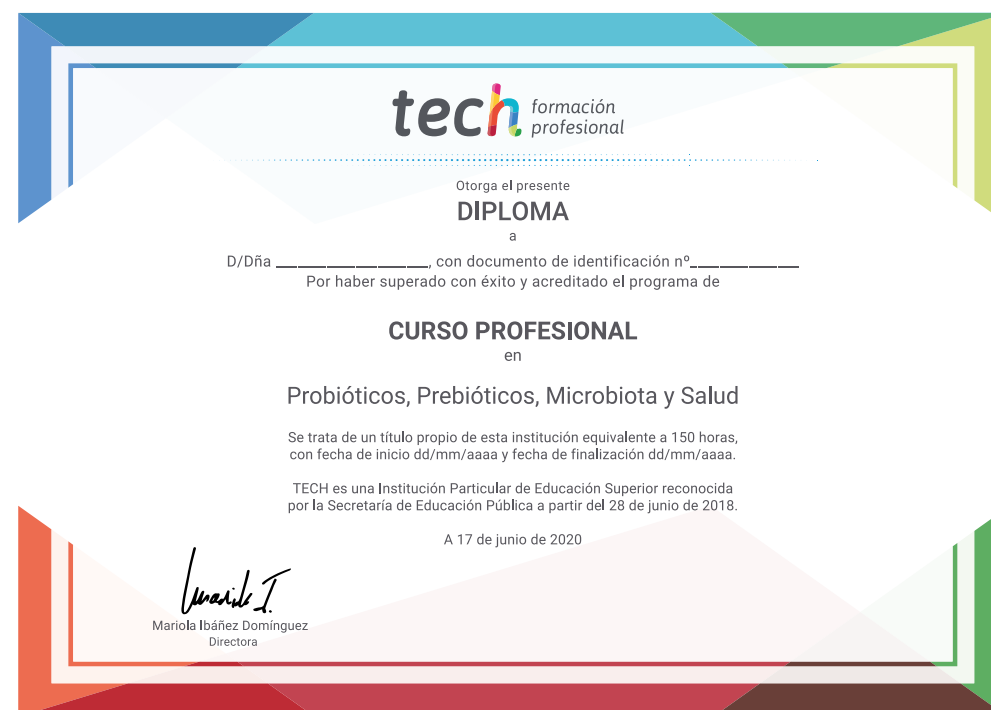 tech formación
profesional
Otorga el presente
DIPLOMA
a
D/Dña ____________________, con documento de identificación nº______________
Por haber superado con éxito y acreditado el programa de
CURSO PROFESIONAL
en
Probióticos, Prebióticos, Microbiota y Salud
Se trata de un título propio de esta institución equivalente a 150 horas,
con fecha de inicio dd/mm/aaaa y fecha de finalización dd/mm/aaaa.
TECH es una Institución Particular de Educación Superior reconocida
por la Secretaría de Educación Pública a partir del 28 de junio de 2018.
A 17 de junio de 2020
Mariola Ibáñez Domínguez
Directora